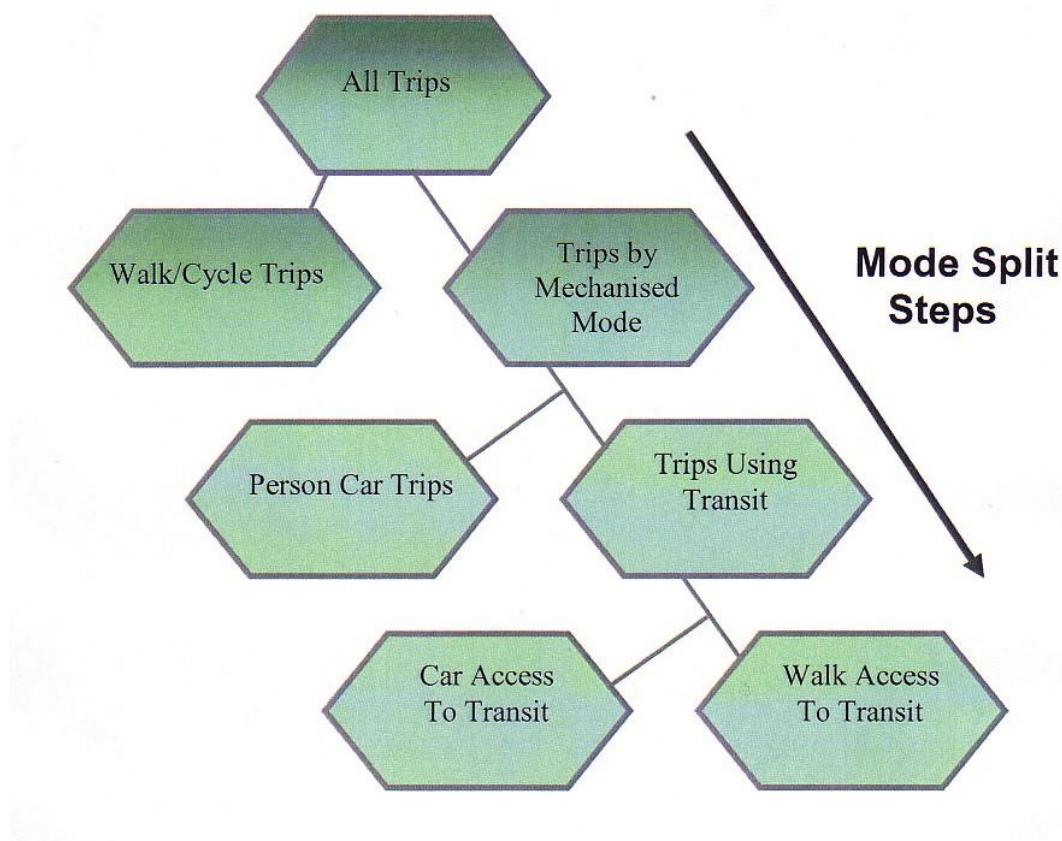 All Trips
Walk/Cycle Trips
Trips by
Mechanised
Mode
Mode Split
Steps
Person Car Trips
Trips Using
Transit
Car Access
To Transit
Walk Access
To Transit